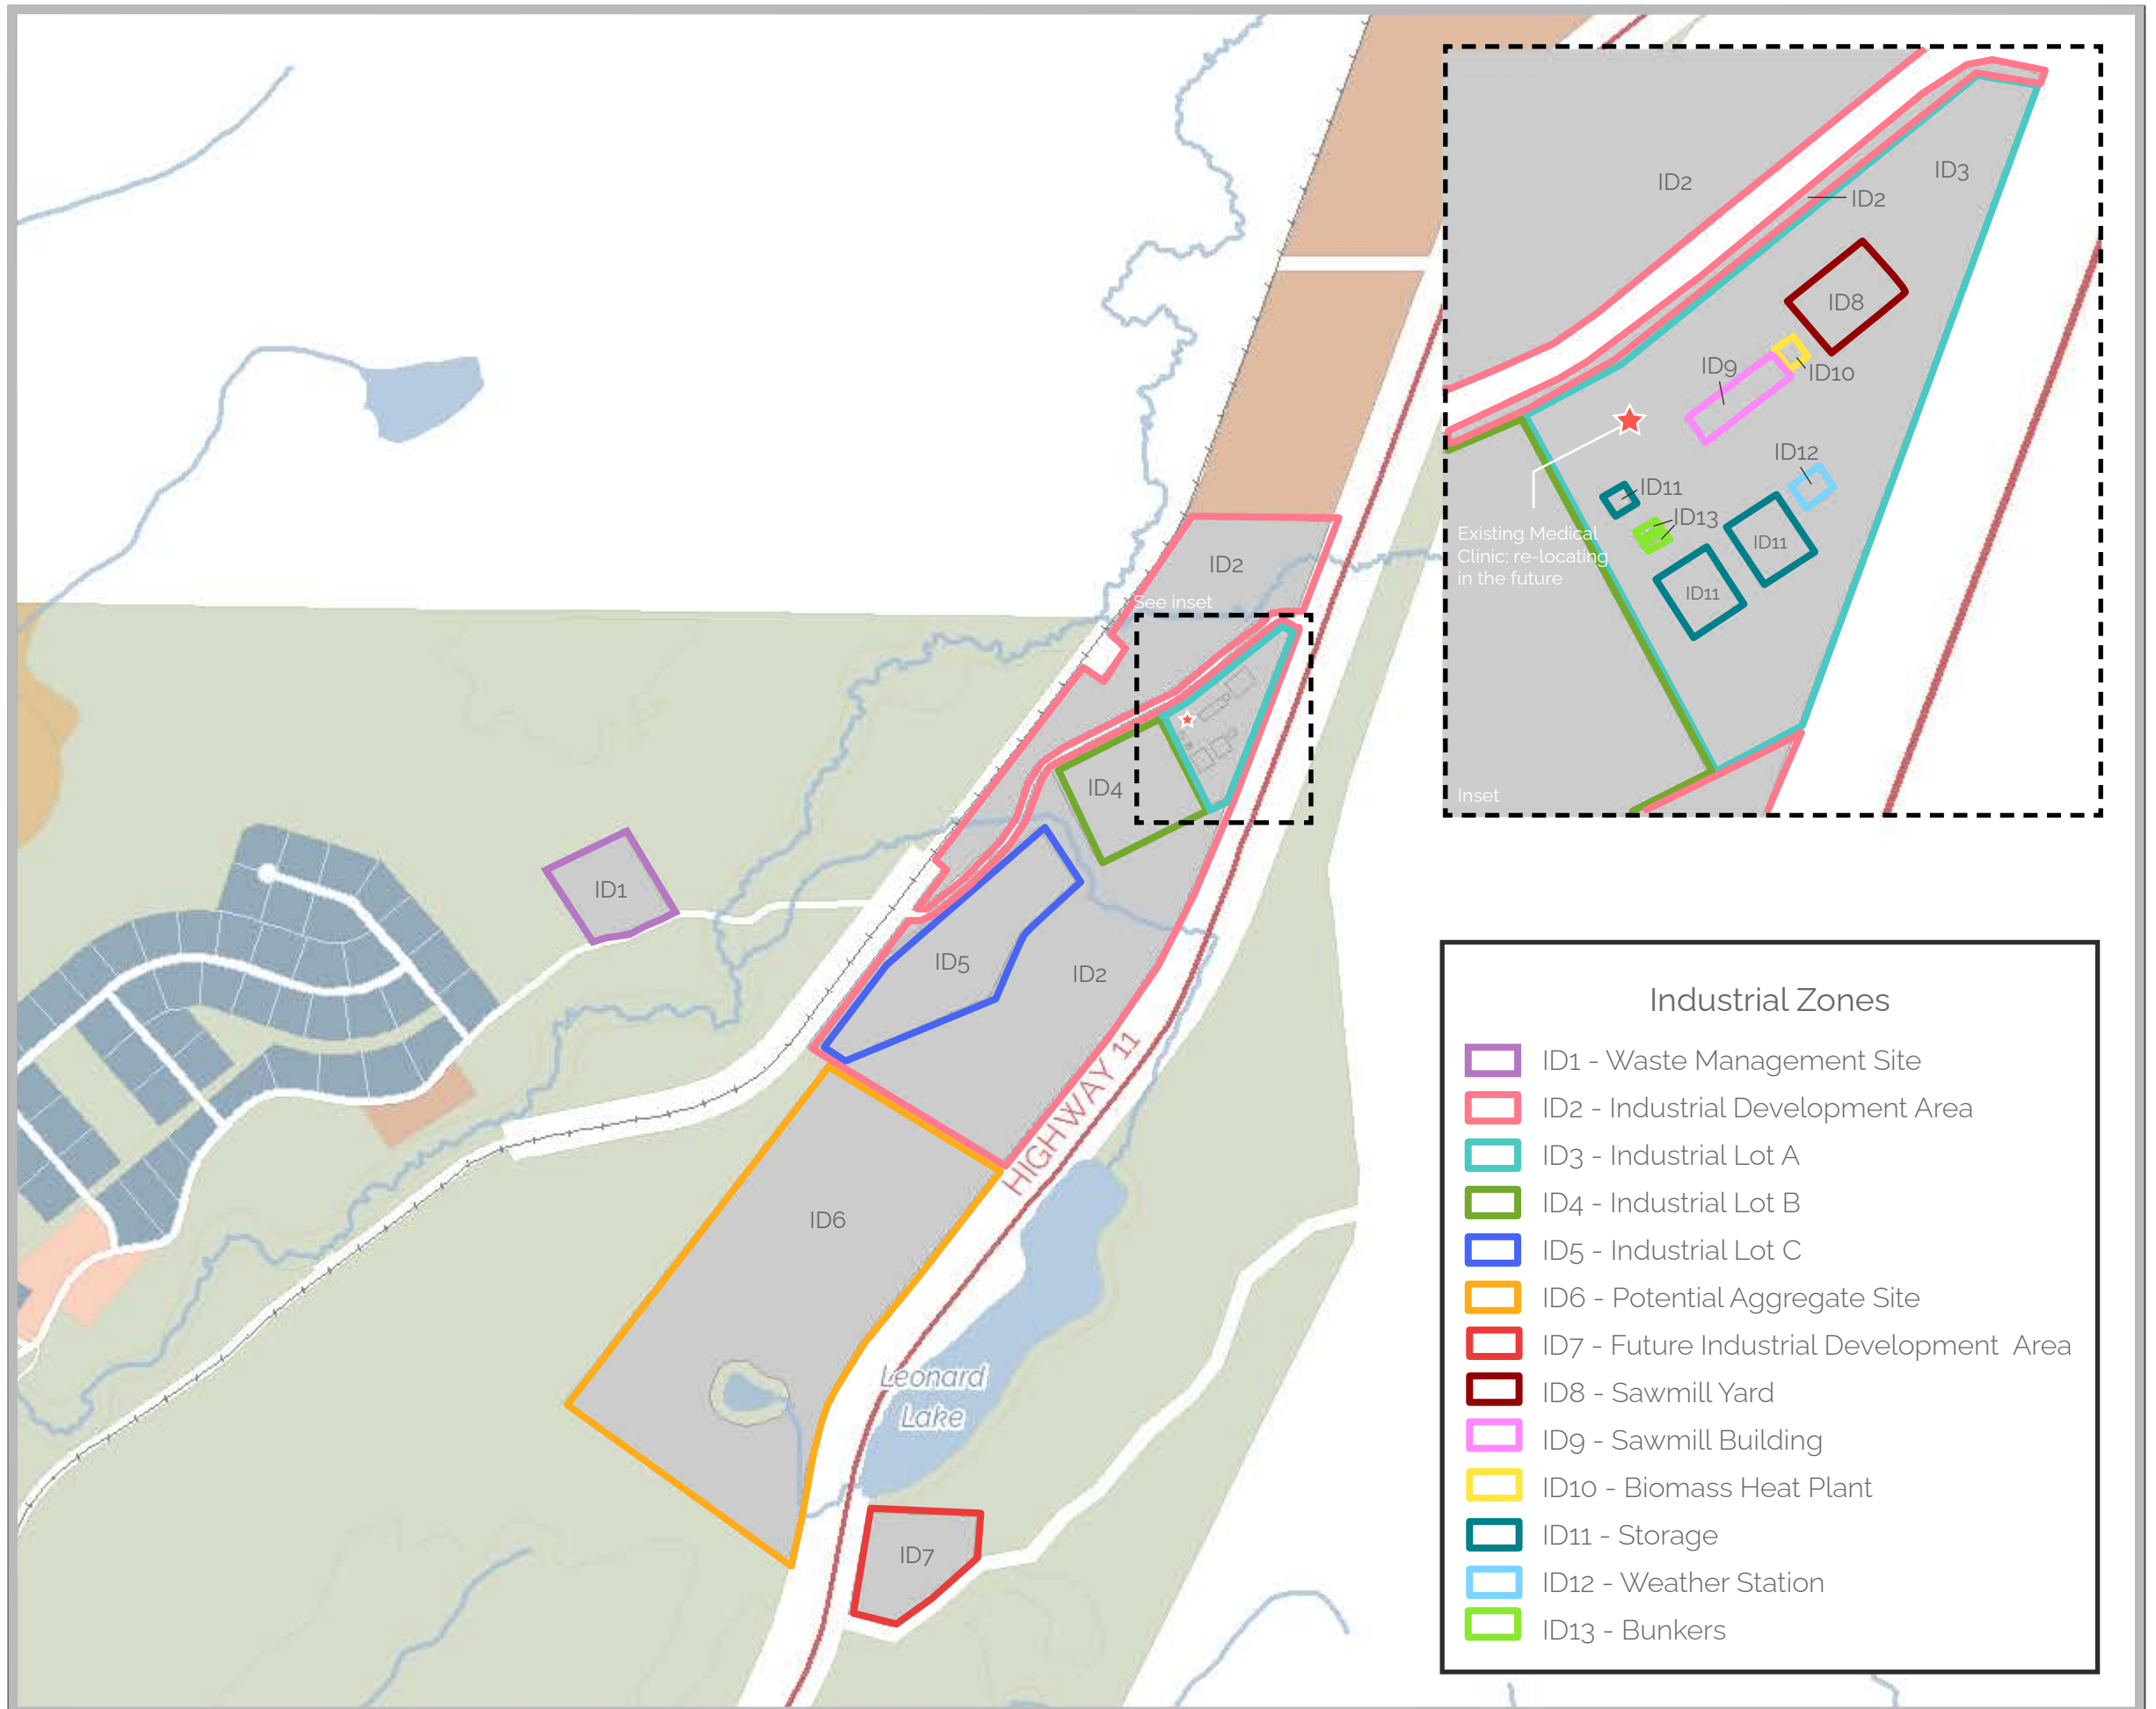 ID2
ID3
ID2
ID8
ID9
ID10
ID12
ID11
ID13
Existing Medical
Clinic; re-locating
in the future
ID11
ID11
Inset
ID2
See inset
ID4
ID1
ID5
ID2
HIGHWAY 11
ID6
Leonard
Lake
ID7
Industrial Zones
ID1 - Waste Management Site
ID2 - Industrial Development Area
ID3 - Industrial Lot A
ID4 - Industrial Lot B
ID5 - Industrial Lot C
ID6 - Potential Aggregate Site
ID7 - Future Industrial Development Area
ID8 - Sawmill Yard
ID9 - Sawmill Building
ID10 - Biomass Heat Plant
ID11 - Storage
ID12 - Weather Station
ID13 - Bunkers